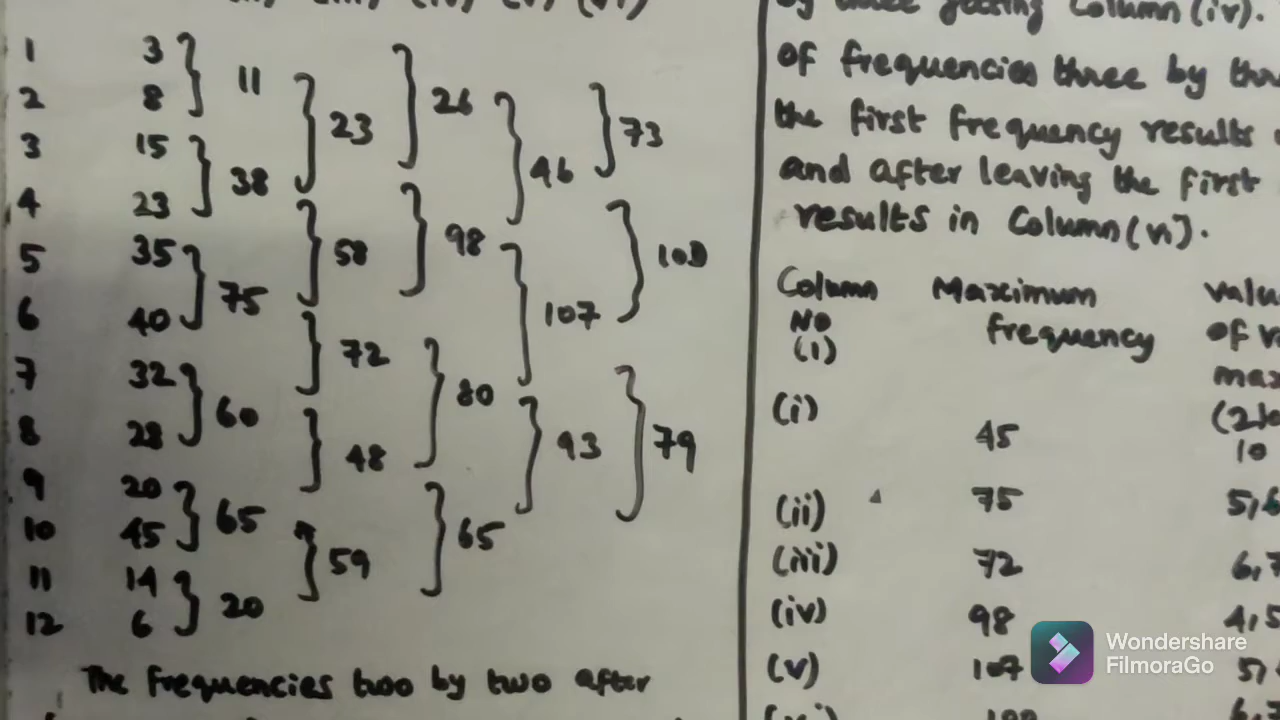 1 3
11
2 8
23
26
46
73
3 15
38
4 23
58
98
5 35
75
6 40
72
107
7 32
60
80
8 28
48
93
79
9 20
65
10 45
59
65
11 14
20
12 6
The frequencies two by two after
column (iv).
of frequencies three by
the first frequency results
and after leaving the first
results in column (vi).
Column Maximum
No frequency
(i)
(i) 45
10
(ii) 75
(iii) 72
(iv) 98
(v) 107
Wondershare
FilmoraGo